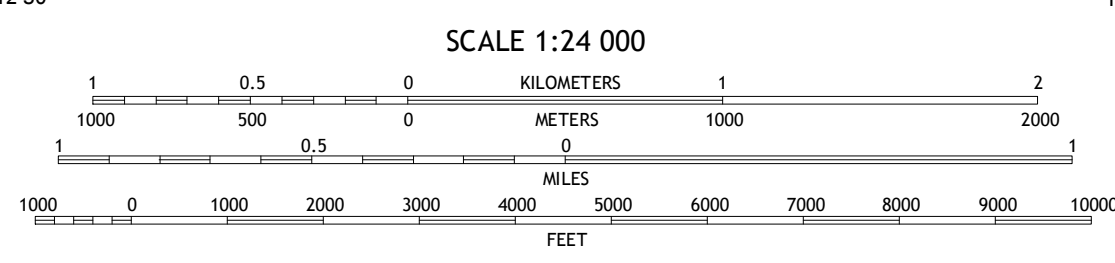 SCALE 1:24 000
1 0.5 0 KILOMETERS 1 2
1000 500 0 METERS 1000 2000
1 0.5 0 1
MILES
1000 0 1000 2000 3000 4000 5000 6000 7000 8000 9000 10000
FEET